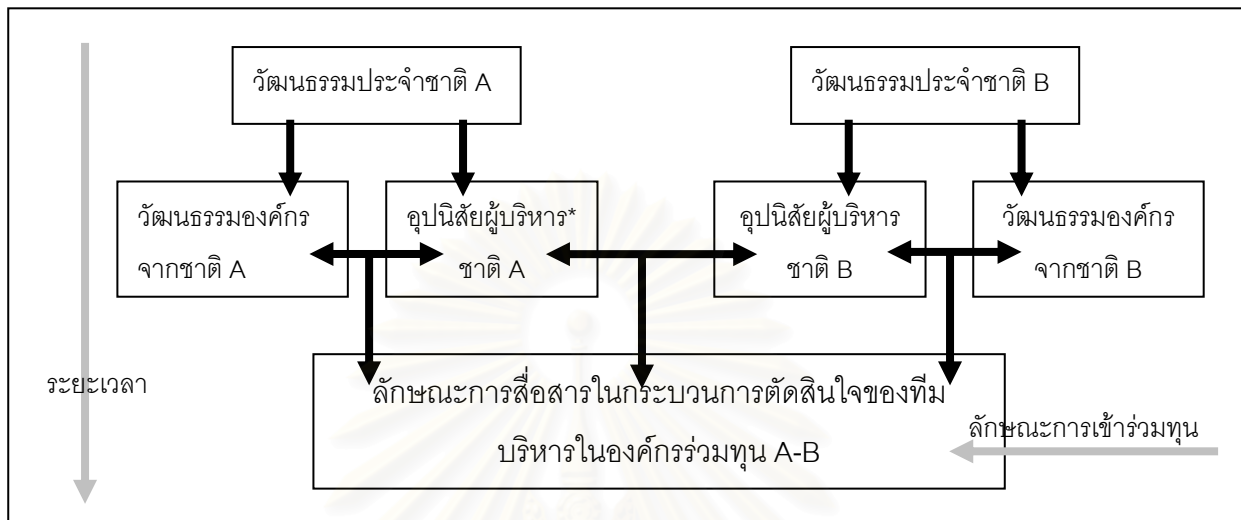 วัฒนธรรมประจำชาติ A
วัฒนธรรมประจำชาติ B
วัฒนธรรมองค์กร
จากชาติ A
อุปนิสัยผู้บริหาร*
ชาติ A
อุปนิสัยผู้บริหาร
ชาติ B
วัฒนธรรมองค์กร
จากชาติ B
ระยะเวลา
ลักษณะการสื่อสารในกระบวนการตัดสินใจของทีม
บริหารในองค์กรร่วมทุน A-B
ลักษณะการเข้าร่วมทุน